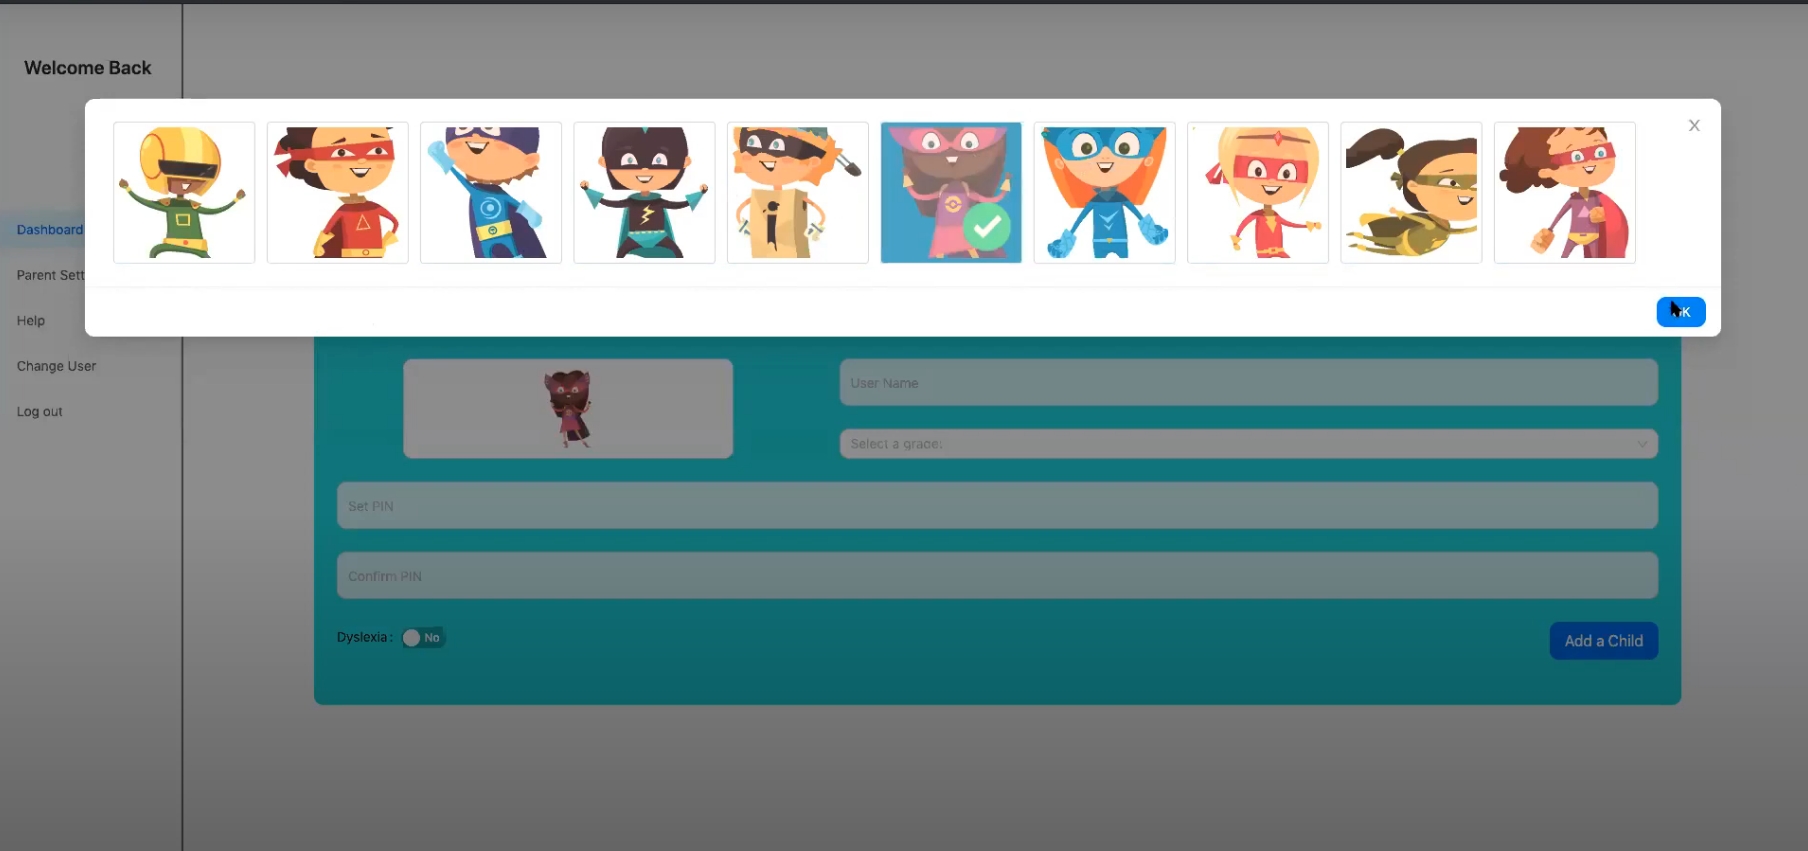 Welcome Back
Dashboard
Parent Sett
Help
Change User
Log out
K
User Name
Select a grade:
Set PIN
Confirm PIN
Dyslexia: No
Add a Child